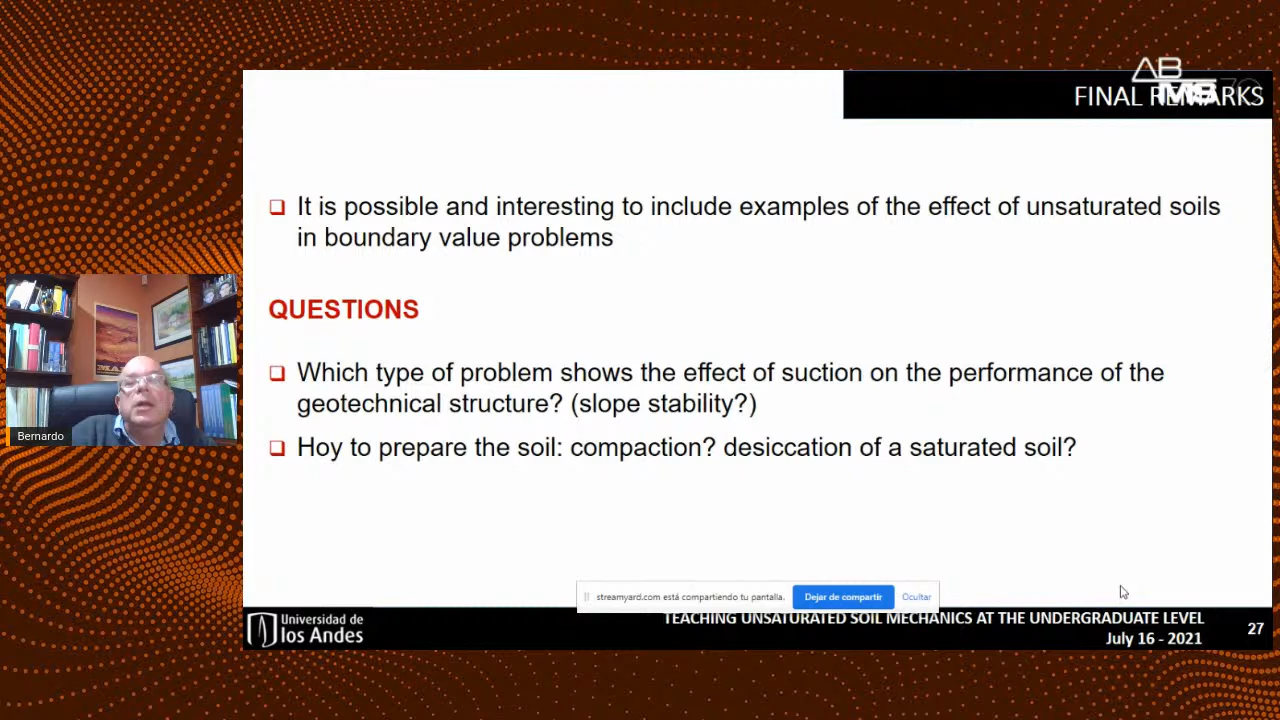 AB
MS 70
FINAL REMARKS
It is possible and interesting to include examples of the effect of unsaturated soils
in boundary value problems
QUESTIONS
Which type of problem shows the effect of suction on the performance of the
geotechnical structure? (slope stability?)
Hoy to prepare the soil: compaction? desiccation of a saturated soil?
Bernardo
streamyard.com está compartiendo tu pantalla.
Dejar de compartir
Ocultar
Universidad de
los Andes
TEACHING UNSATURATED SOIL MECHANICS AT THE UNDERGRADUATE LEVEL
July 16 - 2021
27